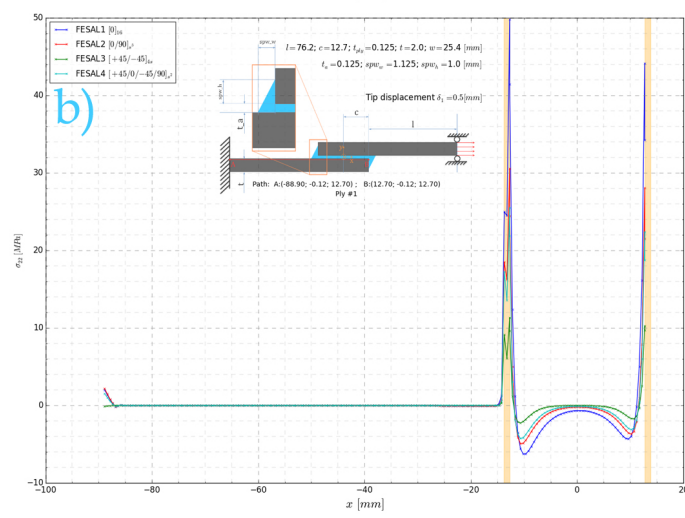 50
40
30
20
10
0
−10
σ22 [MPa]
−100
−80
−60
−40
−20
0
20
x [mm]
FESAL1 [0]16
FESAL2 [0/90]
FESAL3 [+45/−45]4s
FESAL4 [+45/0/−45/90]
b)
l=76.2; c=12.7; tply=0.125; t=2.0; w=25.4 [mm]
ta=0.125; spww=1.125; spwh=1.0 [mm]
Tip displacement δ1=0.5[mm]
spw_w
spw_h
t_a
t
c
l
Path: A:(-88.90; -0.12; 12.70) ; B:(12.70; -0.12; 12.70)
Ply #1